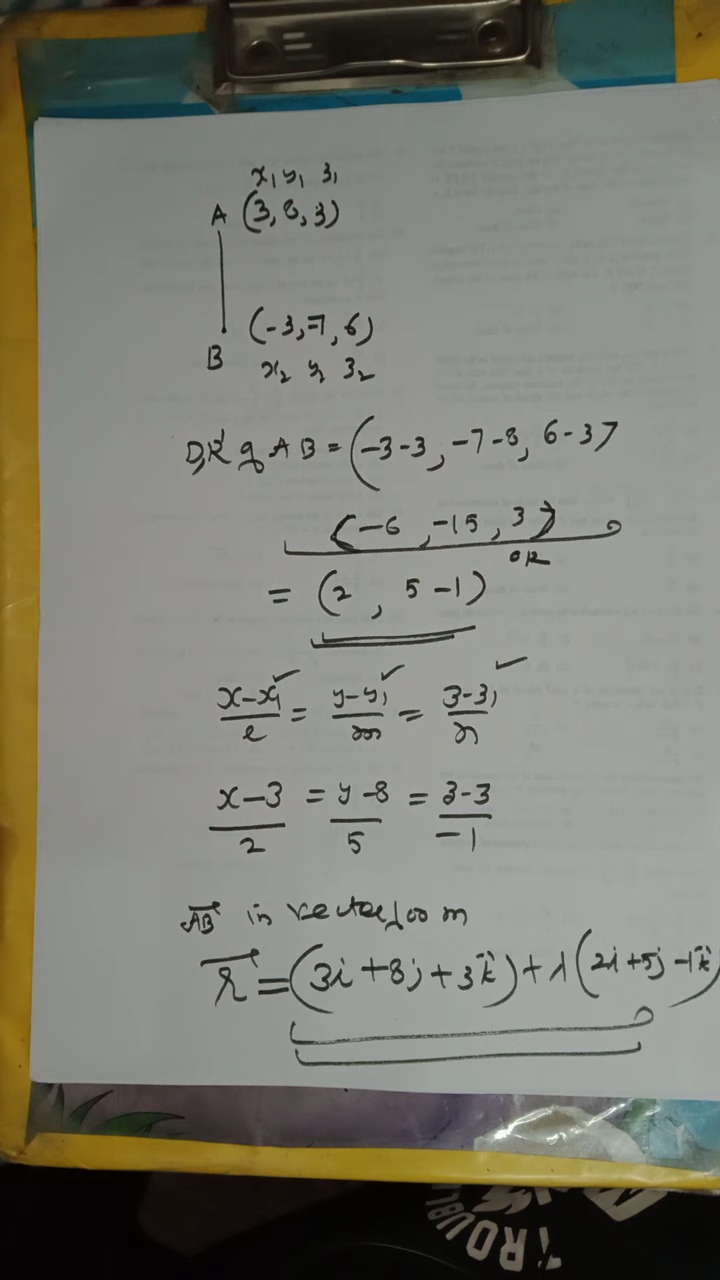 x₁ y₁ z₁
A (3, 8, 3)
B (-3, -7, 6)
x₂ y₂ z₂
D.R of AB = (-3-3, -7-8, 6-3)
(-6, -15, 3)
OR
= (2, 5 -1)
x-x₁/l = y-y₁/m = z-z₁/n
x-3/2 = y-8/5 = z-3/-1
AB in vector form
r = (3i + 8j + 3k) + λ(2i + 5j - 1k)
TROUBL